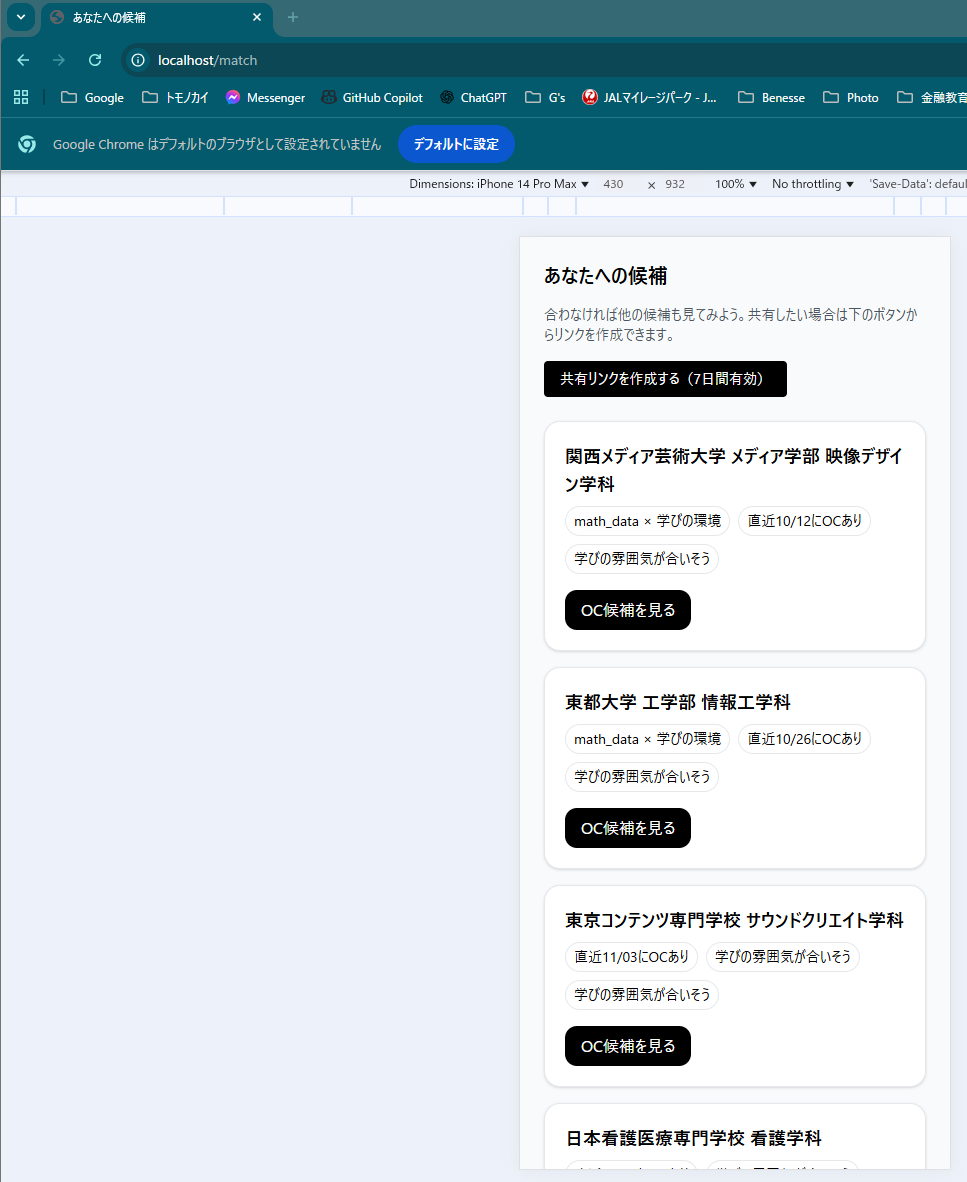 あなたへの候補
localhost/match
Google トモノカイ Messenger GitHub Copilot ChatGPT G's JALマイレージパーク - J... Benesse Photo 金融教育
Google Chrome はデフォルトのブラウザとして設定されていません デフォルトに設定
Dimensions: iPhone 14 Pro Max 430 × 932 100% No throttling 'Save-Data': defaul
あなたへの候補
合わなければ他の候補も見てみよう。共有したい場合は下のボタンか
らリンクを作成できます。
共有リンクを作成する（7日間有効）
関西メディア芸術大学 メディア学部 映像デザイ
ン学科
math_data × 学びの環境 直近10/12にOCあり
学びの雰囲気が合いそう
OC候補を見る
東都大学 工学部 情報工学科
math_data × 学びの環境 直近10/26にOCあり
学びの雰囲気が合いそう
OC候補を見る
東京コンテンツ専門学校 サウンドクリエイト学科
直近11/03にOCあり 学びの雰囲気が合いそう
学びの雰囲気が合いそう
OC候補を見る
日本看護医療専門学校 看護学科